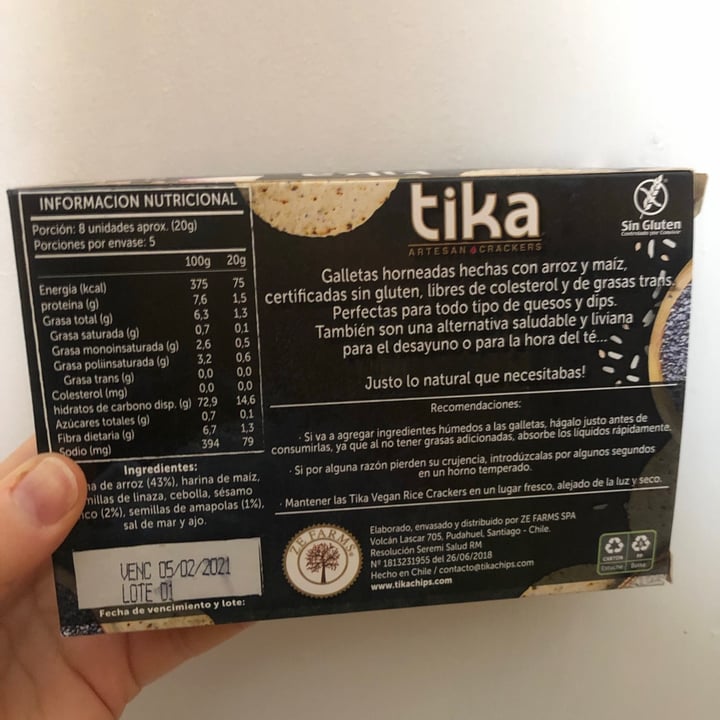 INFORMACION NUTRICIONAL
Porción: 8 unidades aprox. (20g)
Porciones por envase: 5
100g 20g
Energía (kcal) 375 75
proteina (g) 7,6 1,5
Grasa total (g) 6,3 1,3
Grasa saturada (g) 0,7 0,1
Grasa monoinsaturada (g) 2,6 0,5
Grasa poliinsaturada (g) 3,2 0,6
Grasa trans (g) 0,0 0,0
Colesterol (mg) 0,0 0,0
hidratos de carbono disp. (g) 72,9 14,6
Azúcares totales (g) 0,7 0,1
Fibra dietaria (g) 6,7 1,3
Sodio (mg) 394 79
Ingredientes:
de arroz (43%), harina de maíz,
de linaza, cebolla, sésamo
(2%), semillas de amapolas (1%),
sal de mar y ajo.
VENC 05/02/2021
LOTE 01
Fecha de vencimiento y lote:
tika
ARTESAN CRACKERS
Sin Gluten
Controlado por Convivir
Galletas horneadas hechas con arroz y maíz,
certificadas sin gluten, libres de colesterol y de grasas trans.
Perfectas para todo tipo de quesos y dips.
También son una alternativa saludable y liviana
para el desayuno o para la hora del té...
Justo lo natural que necesitabas!
Recomendaciones:
· Si va a agregar ingredientes húmedos a las galletas, hágalo justo antes de
consumirlas, ya que al no tener grasas adicionadas, absorbe los líquidos rápidamente.
· Si por alguna razón pierden su crujencia, introdúzcalas por algunos segundos
en un horno temperado.
· Mantener las Tika Vegan Rice Crackers en un lugar fresco, alejado de la luz y seco.
ZE FARMS
Elaborado, envasado y distribuido por ZE FARMS SPA
Volcán Lascar 705, Pudahuel, Santiago - Chile.
Resolución Seremi Salud RM
Nº 1813231955 del 26/06/2018
Hecho en Chile / contacto@tikachips.com
www.tikachips.com
CARTON PP
Estuche Bolsa